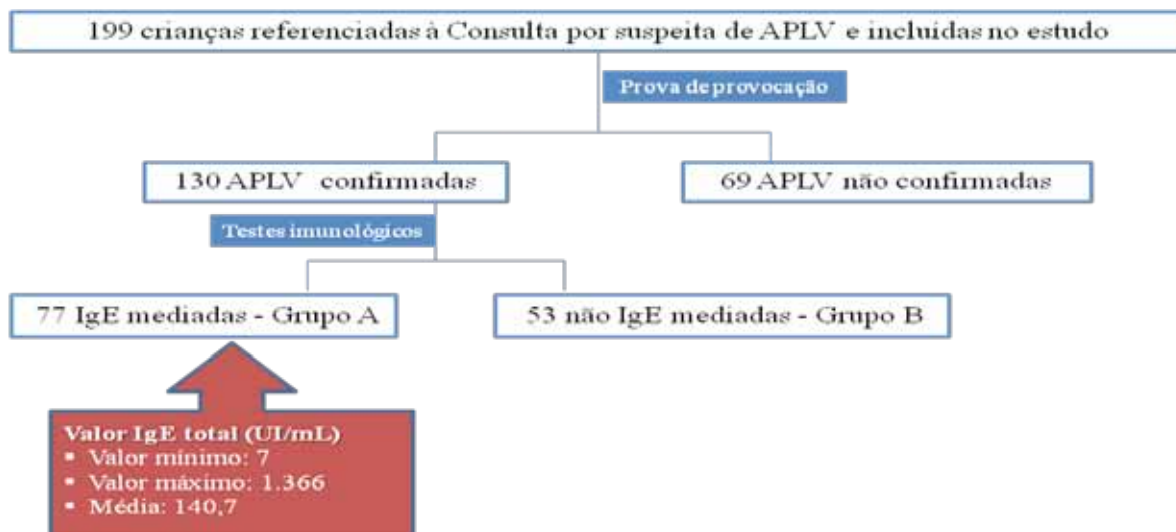 199 crianças referenciadas à Consulta por suspeita de APLV e incluídas no estudo
Prova de provocação
130 APLV confirmadas
69 APLV não confirmadas
Testes imunológicos
77 IgE mediadas - Grupo A
53 não IgE mediadas - Grupo B
Valor IgE total (UI/mL)
▪ Valor mínimo: 7
▪ Valor máximo: 1.366
▪ Média: 140,7